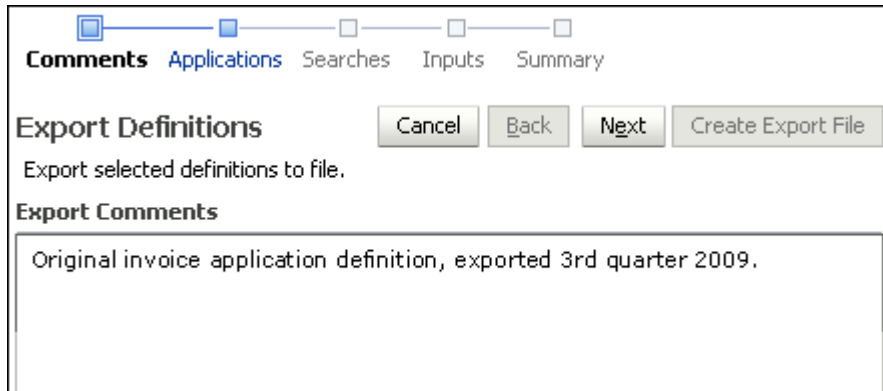 Comments Applications Searches Inputs Summary
Export Definitions Cancel Back Next Create Export File
Export selected definitions to file.
Export Comments
Original invoice application definition, exported 3rd quarter 2009.